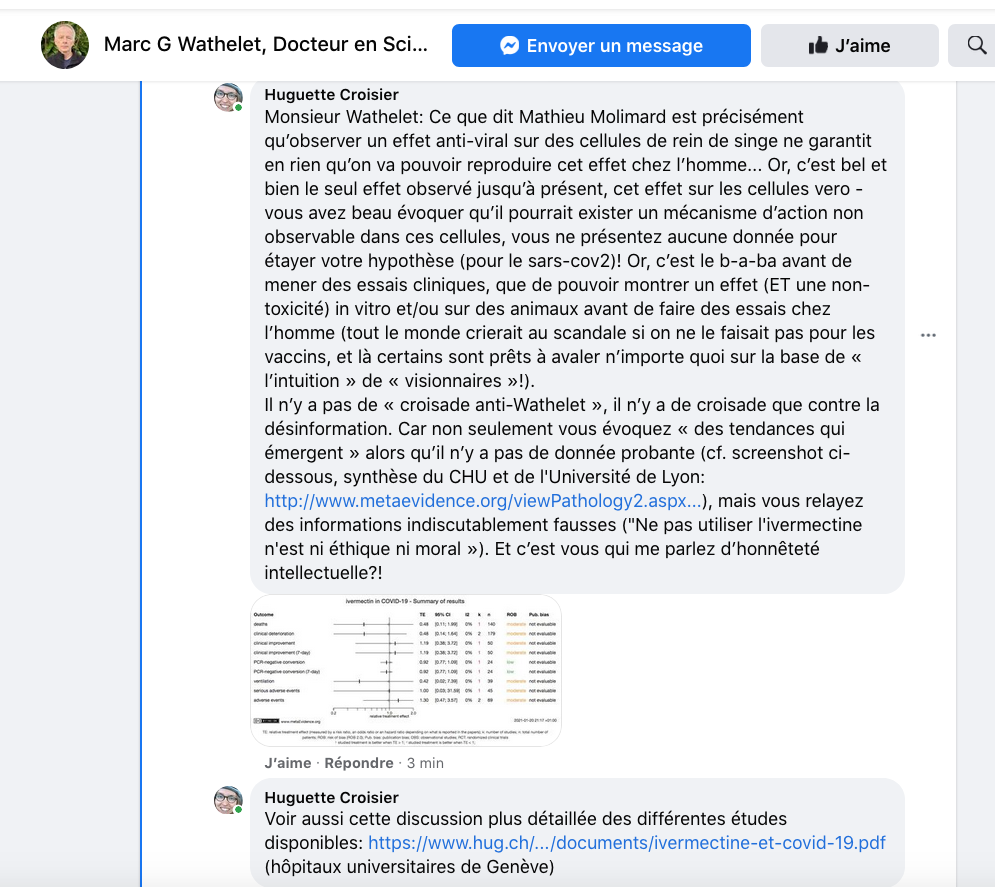 Marc G Wathelet, Docteur en Sci...
Envoyer un message
J'aime
Huguette Croisier
Monsieur Wathelet: Ce que dit Mathieu Molimard est précisément
qu'observer un effet anti-viral sur des cellules de rein de singe ne garantit
en rien qu'on va pouvoir reproduire cet effet chez l'homme... Or, c'est bel et
bien le seul effet observé jusqu'à présent, cet effet sur les cellules vero -
vous avez beau évoquer qu'il pourrait exister un mécanisme d'action non
observable dans ces cellules, vous ne présentez aucune donnée pour
étayer votre hypothèse (pour le sars-cov2)! Or, c'est le b-a-ba avant de
mener des essais cliniques, que de pouvoir montrer un effet (ET une non-
toxicité) in vitro et/ou sur des animaux avant de faire des essais chez
l'homme (tout le monde crierait au scandale si on ne le faisait pas pour les
vaccins, et là certains sont prêts à avaler n'importe quoi sur la base de «
l'intuition » de « visionnaires »!).
Il n'y a pas de « croisade anti-Wathelet », il n'y a de croisade que contre la
désinformation. Car non seulement vous évoquez « des tendances qui
émergent » alors qu'il n'y a pas de donnée probante (cf. screenshot ci-
dessous, synthèse du CHU et de l'Université de Lyon:
http://www.metaevidence.org/viewPathology2.aspx...), mais vous relayez
des informations indiscutablement fausses ("Ne pas utiliser l'ivermectine
n'est ni éthique ni moral »). Et c'est vous qui me parlez d'honnêteté
intellectuelle?!
ivermectin in COVID-19 - Summary of results
Outcome TE 95% CI I2 k n ROB Pub. bias
deaths 0.48 [0.11; 1.99] 0% 1 140 moderate not evaluable
clinical deterioration 0.48 [0.14; 1.64] 0% 2 179 moderate not evaluable
clinical improvement 1.19 [0.38; 3.72] 0% 1 50 moderate not evaluable
clinical improvement (7-day) 1.19 [0.38; 3.72] 0% 1 50 moderate not evaluable
PCR-negative conversion 0.92 [0.77; 1.09] 0% 1 24 low not evaluable
PCR-negative conversion (7-day) 0.92 [0.77; 1.09] 0% 1 24 low not evaluable
ventilation 0.42 [0.02; 7.39] 0% 1 39 moderate not evaluable
serious adverse events 1.00 [0.03; 31.59] 0% 1 45 moderate not evaluable
adverse events 1.30 [0.47; 3.57] 0% 2 69 moderate not evaluable
0.2 1.0 2.0
relative treatment effect
www.metaEvidence.org
J'aime · Répondre · 3 min
Huguette Croisier
Voir aussi cette discussion plus détaillée des différentes études
disponibles: https://www.hug.ch/.../documents/ivermectine-et-covid-19.pdf
(hôpitaux universitaires de Genève)